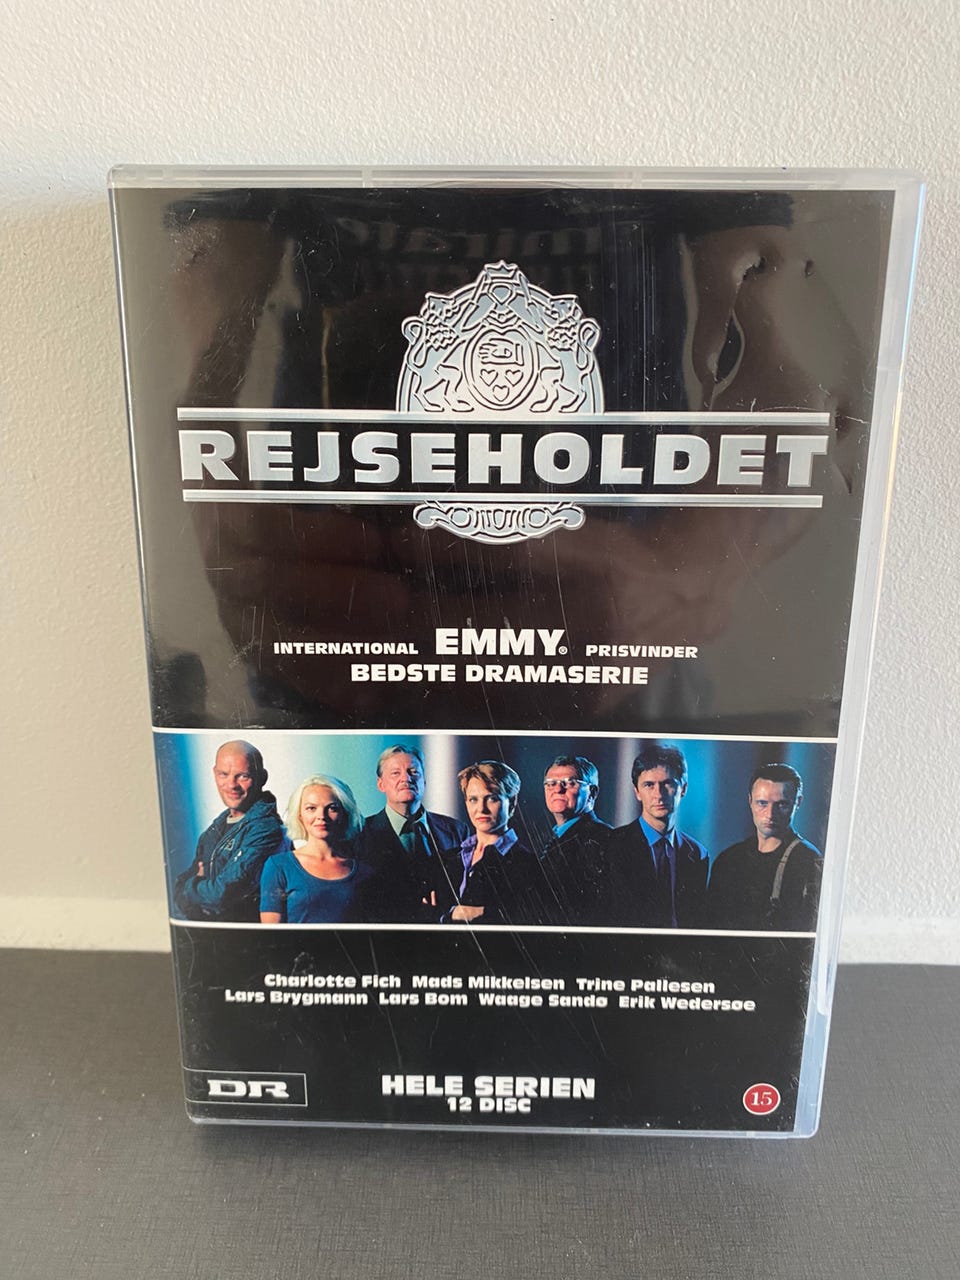 REJSEHOLDET
INTERNATIONAL EMMY® PRISVINDER
BEDSTE DRAMASERIE
Charlotte Fich Mads Mikkelsen Trine Pallesen
Lars Brygmann Lars Bom Waage Sandø Erik Wedersøe
DR
HELE SERIEN
12 DISC
15